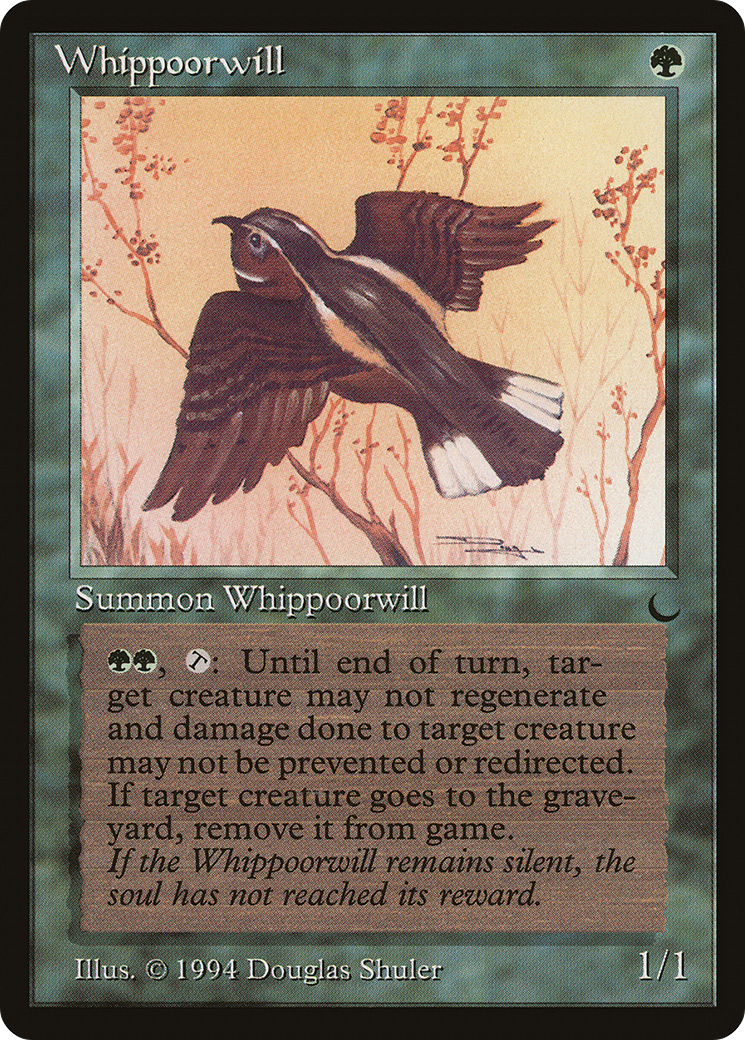 Whippoorwill
Summon Whippoorwill
, T: Until end of turn, tar-
get creature may not regenerate
and damage done to target creature
may not be prevented or redirected.
If target creature goes to the grave-
yard, remove it from game.
If the Whippoorwill remains silent, the
soul has not reached its reward.
Illus. © 1994 Douglas Shuler
1/1